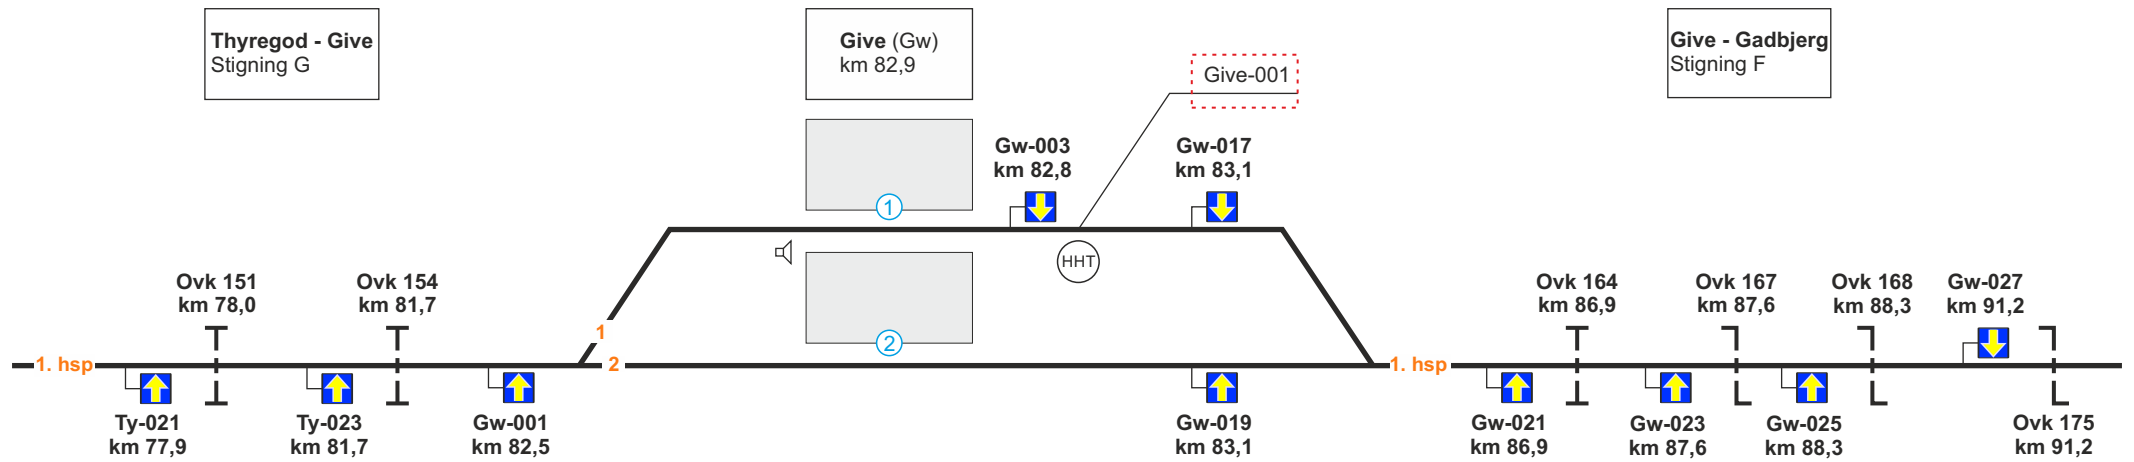 Thyregod - Give
Stigning G
Give (Gw)
km 82,9
Give - Gadbjerg
Stigning F
Give-001
Gw-003
km 82,8
Gw-017
km 83,1
1
HHT
Ovk 151
km 78,0
Ovk 154
km 81,7
Ovk 164
km 86,9
Ovk 167
km 87,6
Ovk 168
km 88,3
Gw-027
km 91,2
1
2
1. hsp
2
1. hsp
Ty-021
km 77,9
Ty-023
km 81,7
Gw-001
km 82,5
Gw-019
km 83,1
Gw-021
km 86,9
Gw-023
km 87,6
Gw-025
km 88,3
Ovk 175
km 91,2